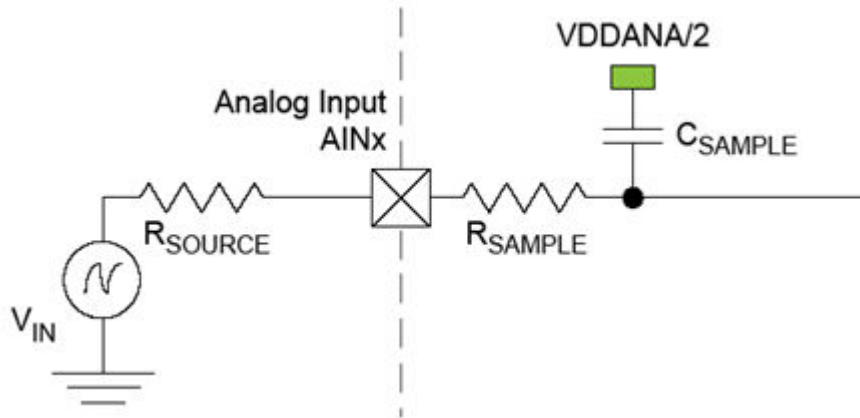 VDDANA/2
Analog Input
AINx
CSAMPLE
RSOURCE
RSAMPLE
VIN